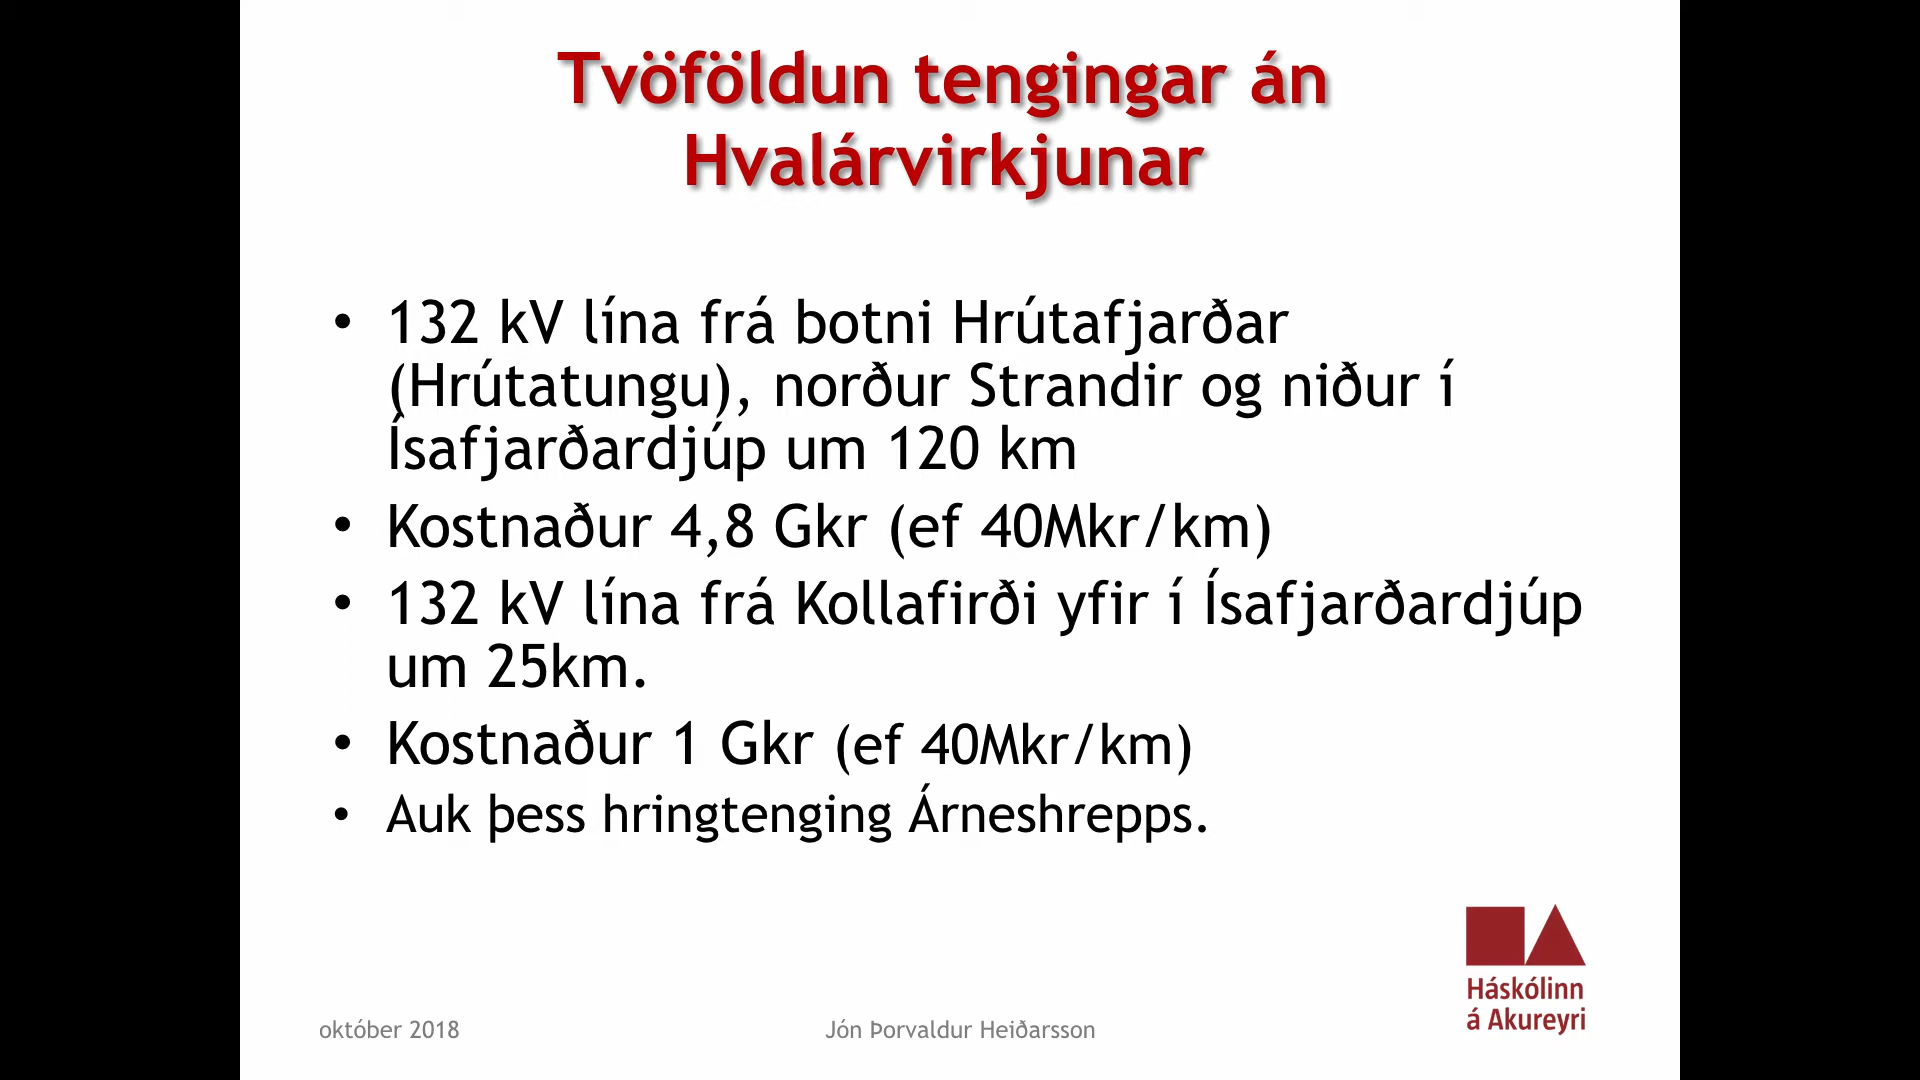 Tvöföldun tengingar án
Hvalárvirkjunar
• 132 kV lína frá botni Hrútafjarðar
(Hrútatungu), norður Strandir og niður í
Ísafjarðardjúp um 120 km
• Kostnaður 4,8 Gkr (ef 40Mkr/km)
• 132 kV lína frá Kollafirði yfir í Ísafjarðardjúp
um 25km.
• Kostnaður 1 Gkr (ef 40Mkr/km)
• Auk þess hringtenging Árneshrepps.
Háskólinn
á Akureyri
október 2018
Jón Þorvaldur Heiðarsson